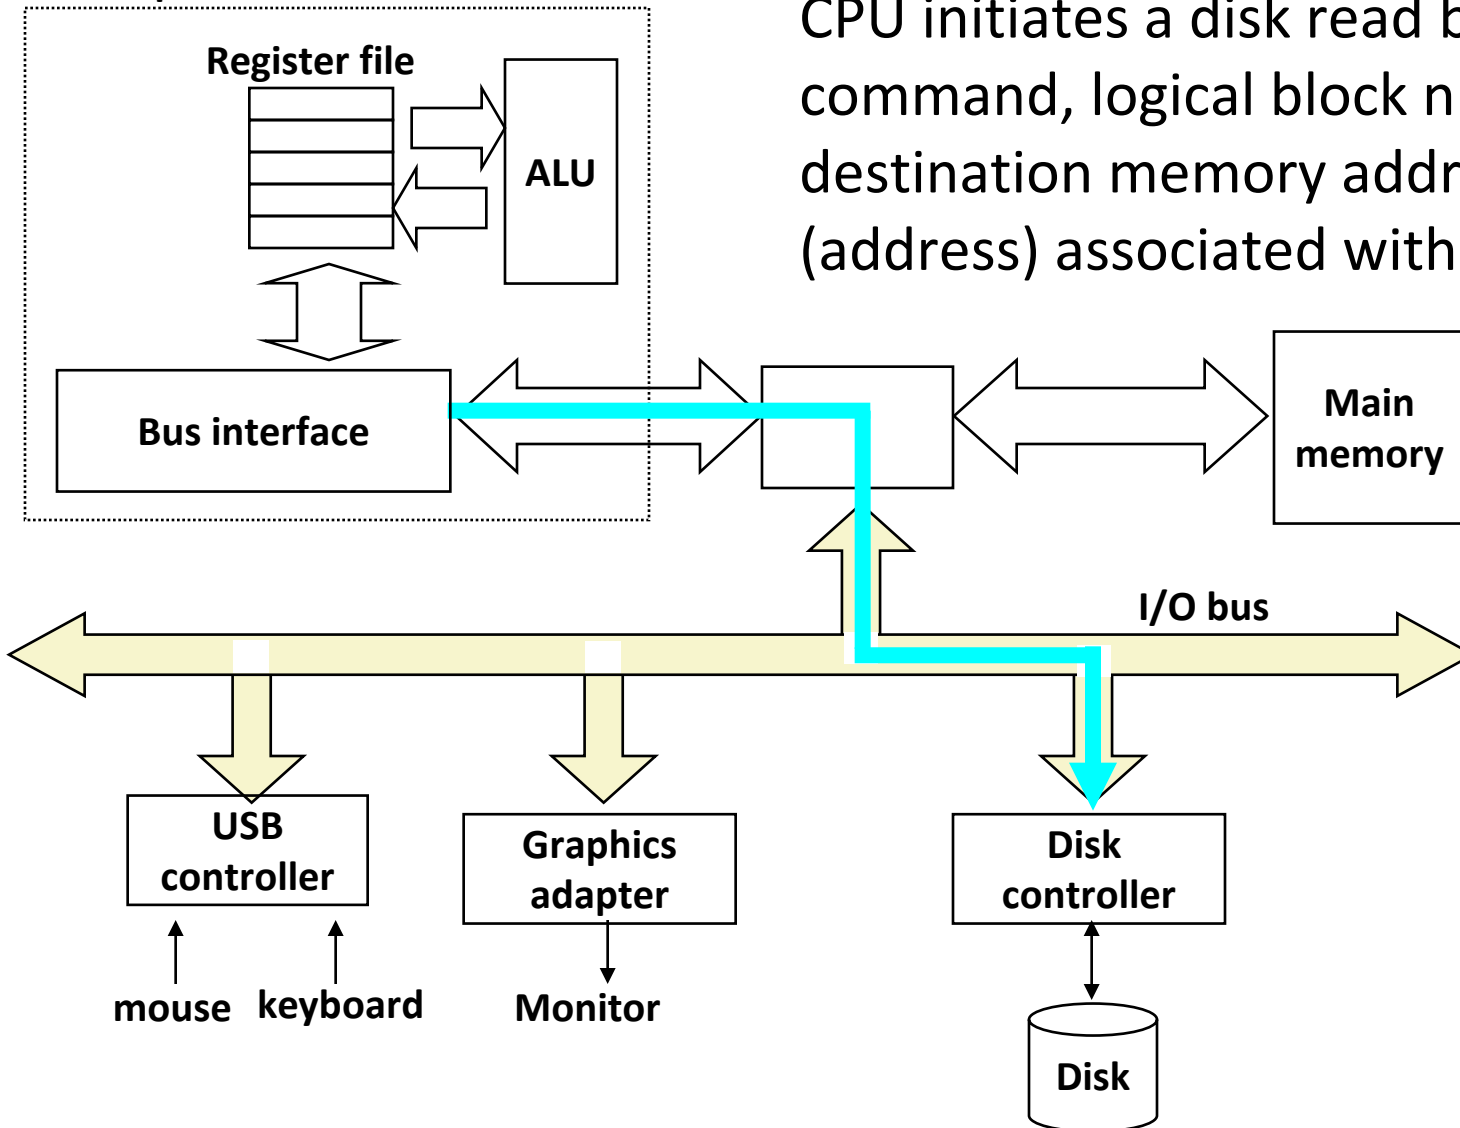 CPU initiates a disk read b
command, logical block n
destination memory addr
(address) associated with
Register file
ALU
Bus interface
Main
memory
I/O bus
USB
controller
Graphics
adapter
Disk
controller
mouse
keyboard
Monitor
Disk